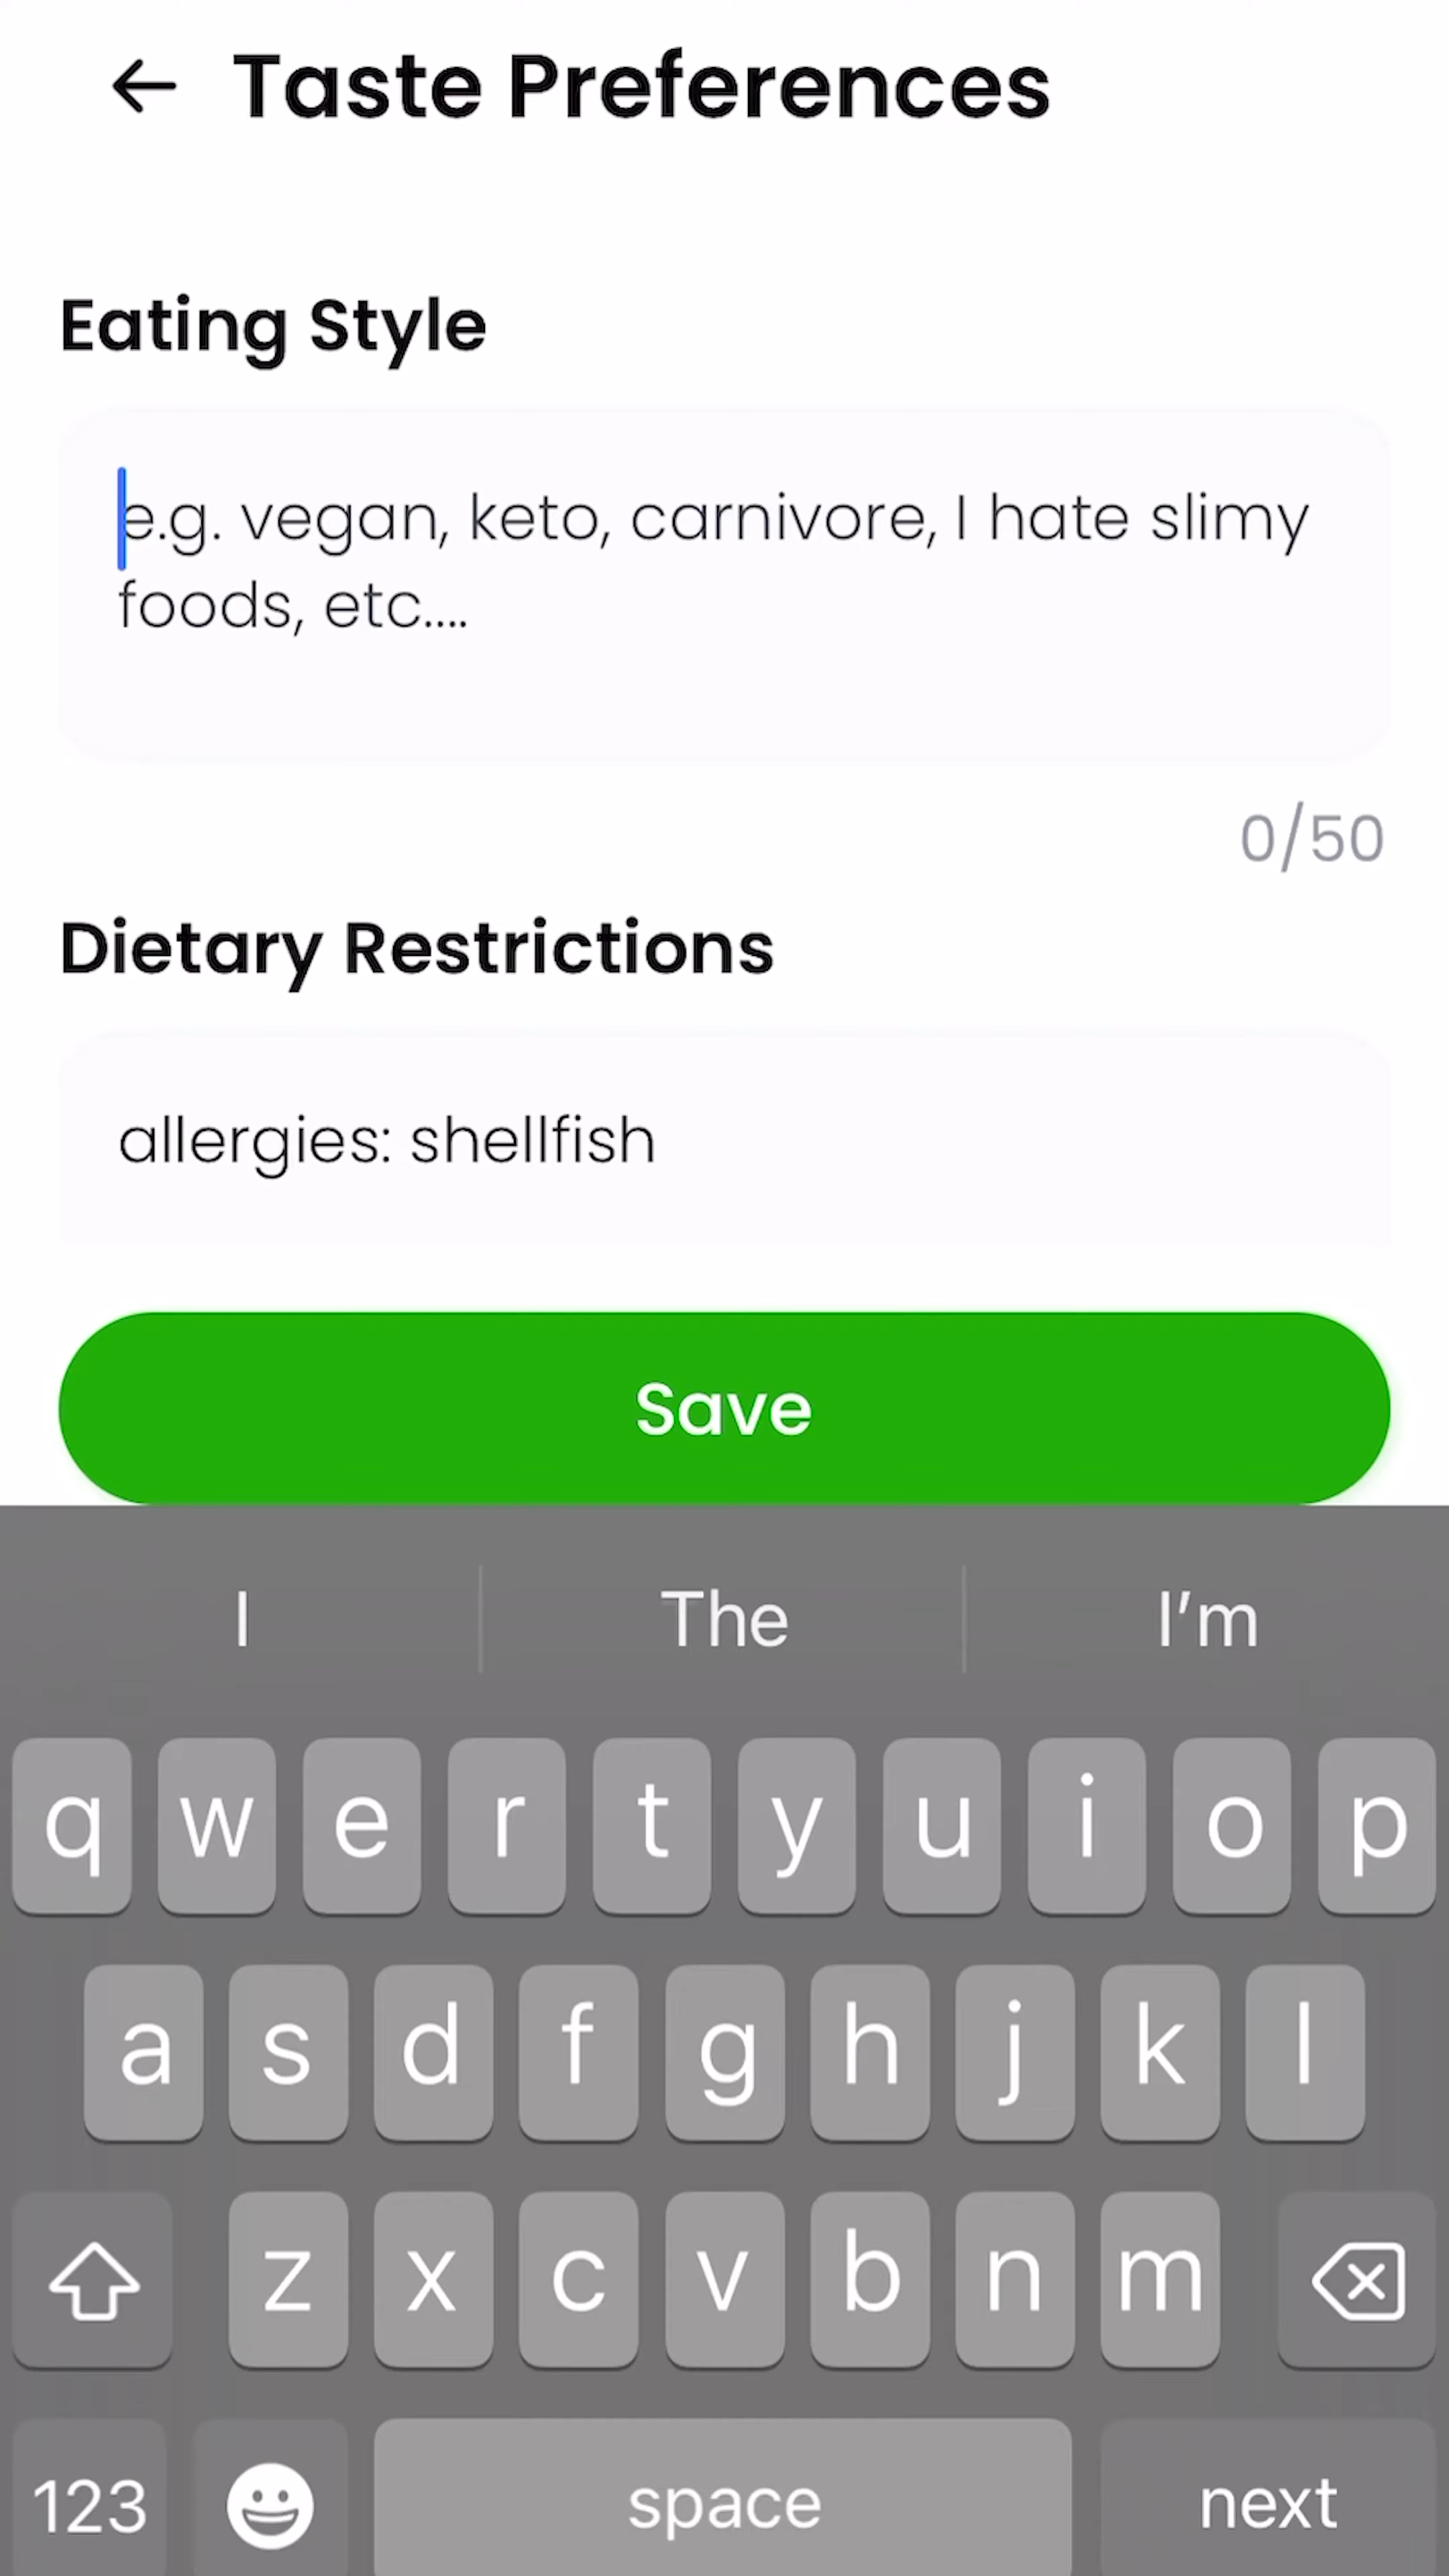 Taste Preferences
Eating Style
e.g. vegan, keto, carnivore, I hate slimy
foods, etc....
0/50
Dietary Restrictions
allergies: shellfish
Save
I The I'm
q w e r t y u i o p
a s d f g h j k l
z x c v b n m
123 space next